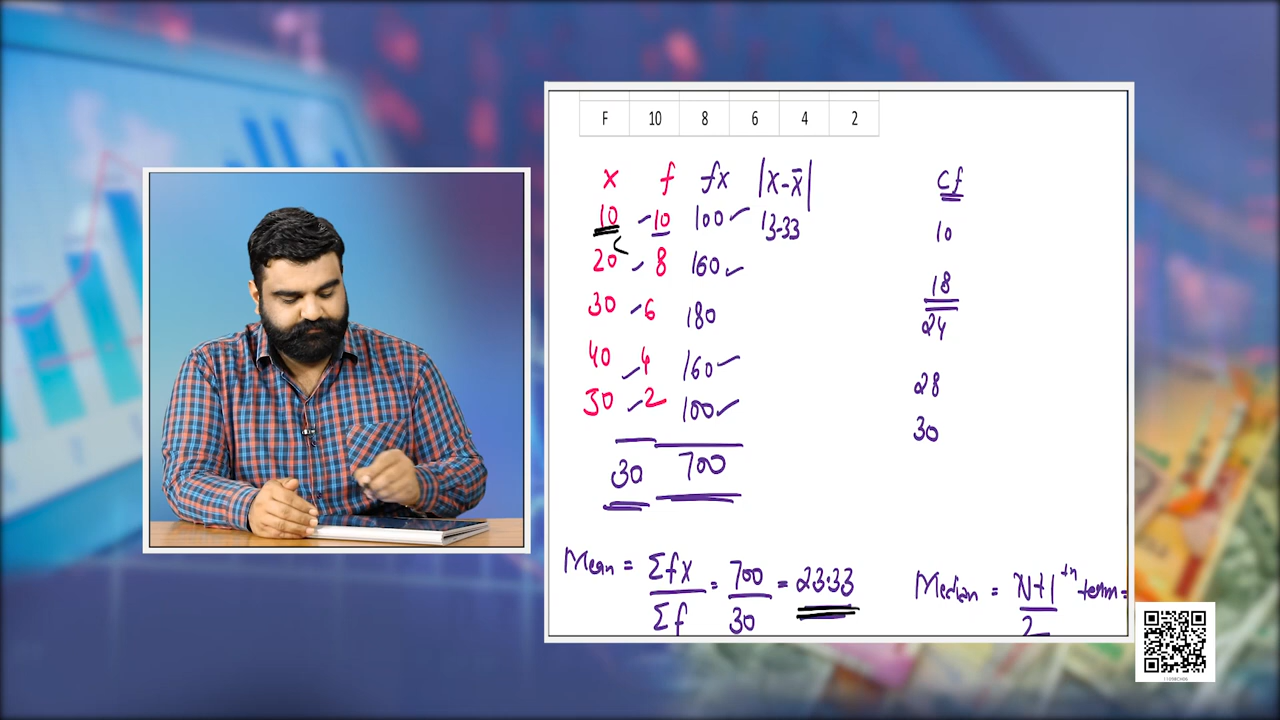 F 10 8 6 4 2
x f fx |x-x̄| cf
10 10 100 13.33 10
20 8 160 18
30 6 180 24
40 4 160 28
30 2 100 30
30 700
Mean = Σfx/Σf = 700/30 = 23.33
Median = N+1/2 th term =